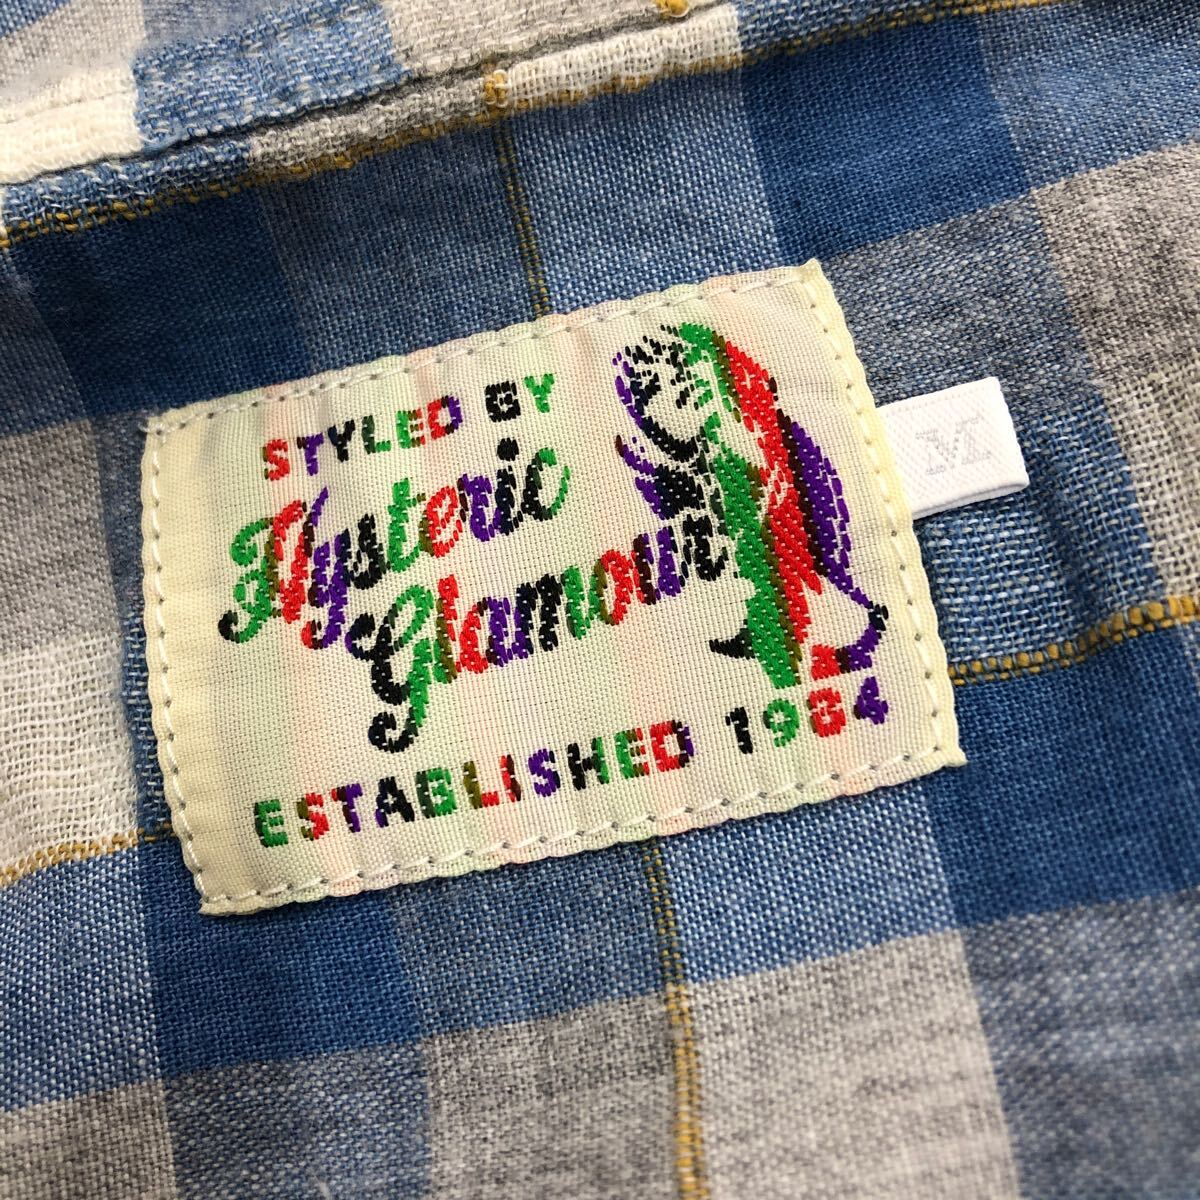 STYLED BY
Hysteric
Glamour
ESTABLISHED 1984
M